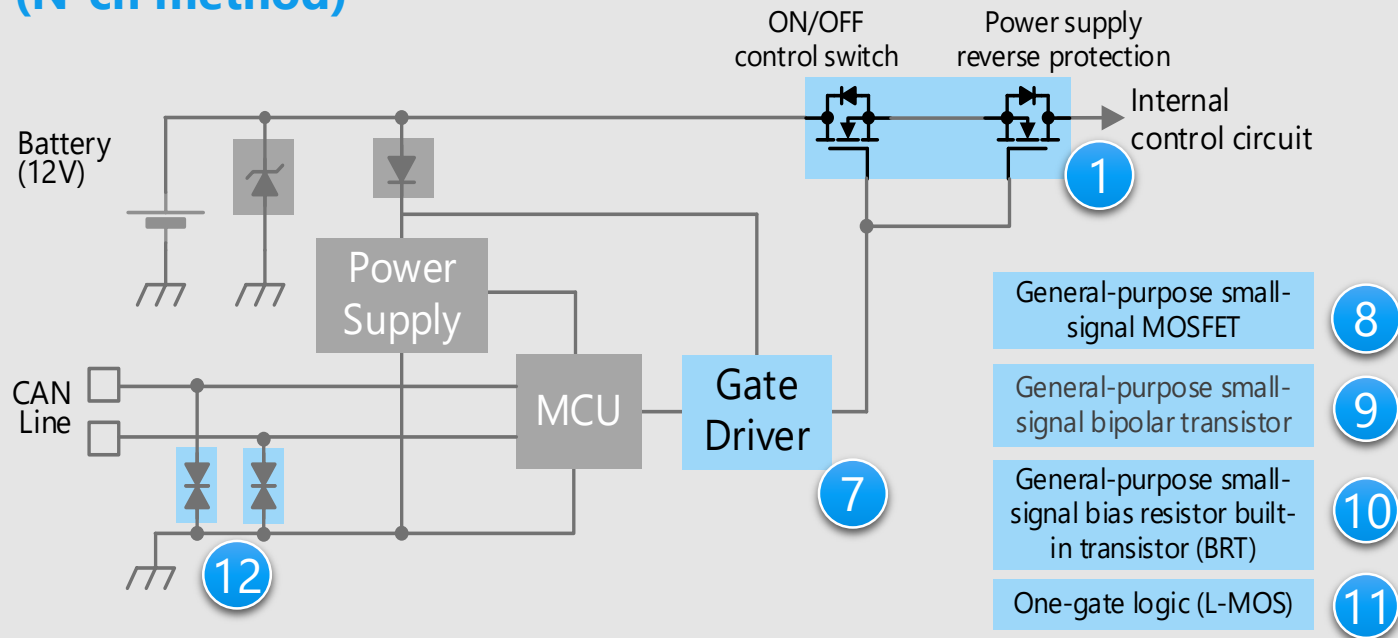 (N-ch method)
ON/OFF
control switch
Power supply
reverse protection
Internal
control circuit
Battery
(12V)
1
Power
Supply
General-purpose small-
signal MOSFET
8
CAN
Line
MCU
Gate
Driver
General-purpose small-
signal bipolar transistor
9
7
General-purpose small-
signal bias resistor built-
in transistor (BRT)
10
12
One-gate logic (L-MOS)
11